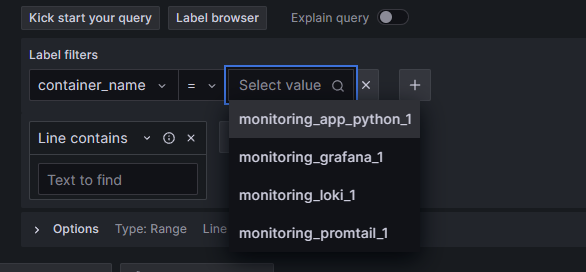 Kick start your query Label browser Explain query
Label filters
container_name = Select value
monitoring_app_python_1
monitoring_grafana_1
monitoring_loki_1
monitoring_promtail_1
Line contains
Text to find
Options Type: Range Line